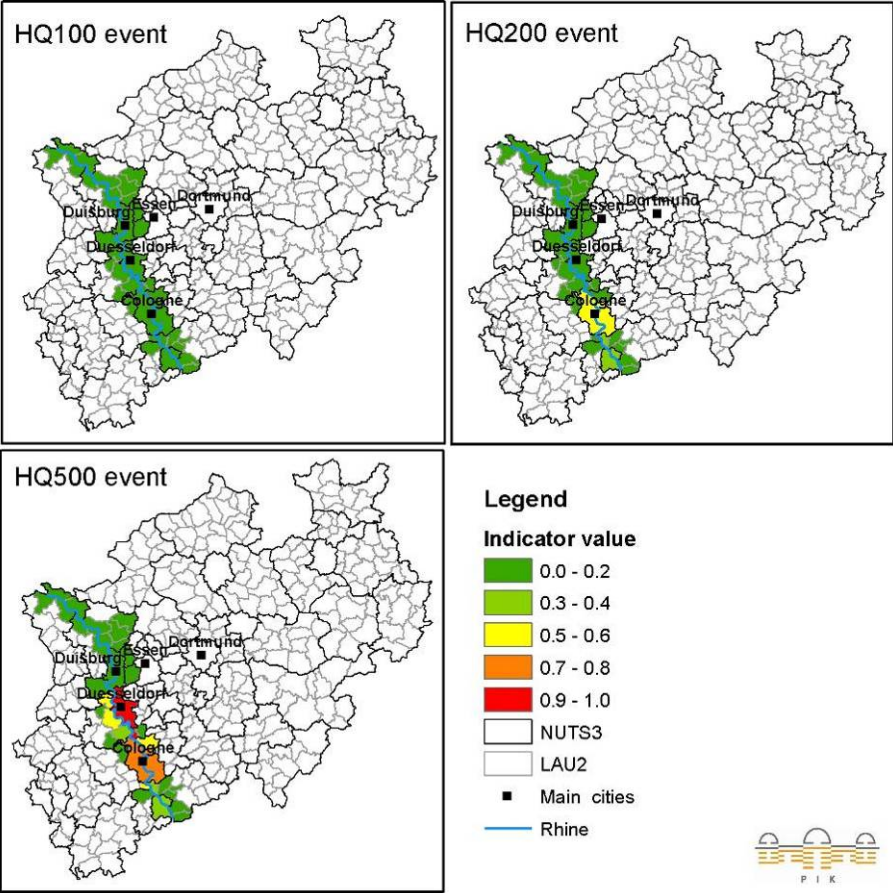 HQ100 event
Dortmund
Essen
Duisburg
Duesseldorf
Cologne
HQ200 event
Dortmund
Essen
Duisburg
Duesseldorf
Cologne
HQ500 event
Dortmund
Essen
Duisburg
Duesseldorf
Cologne
Legend
Indicator value
0.0 - 0.2
0.3 - 0.4
0.5 - 0.6
0.7 - 0.8
0.9 - 1.0
NUTS3
LAU2
Main cities
Rhine
P I K